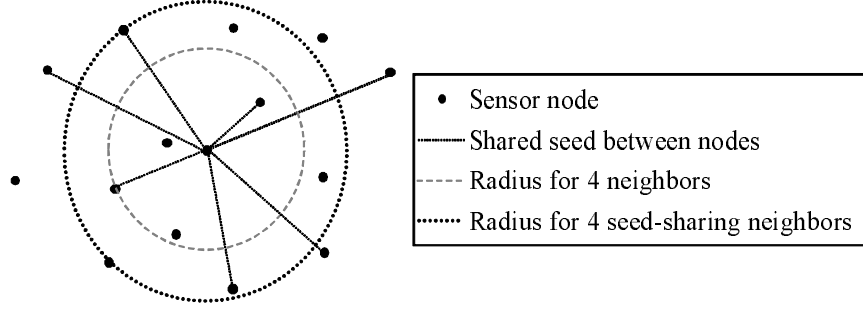 Sensor node
Shared seed between nodes
Radius for 4 neighbors
Radius for 4 seed-sharing neighbors